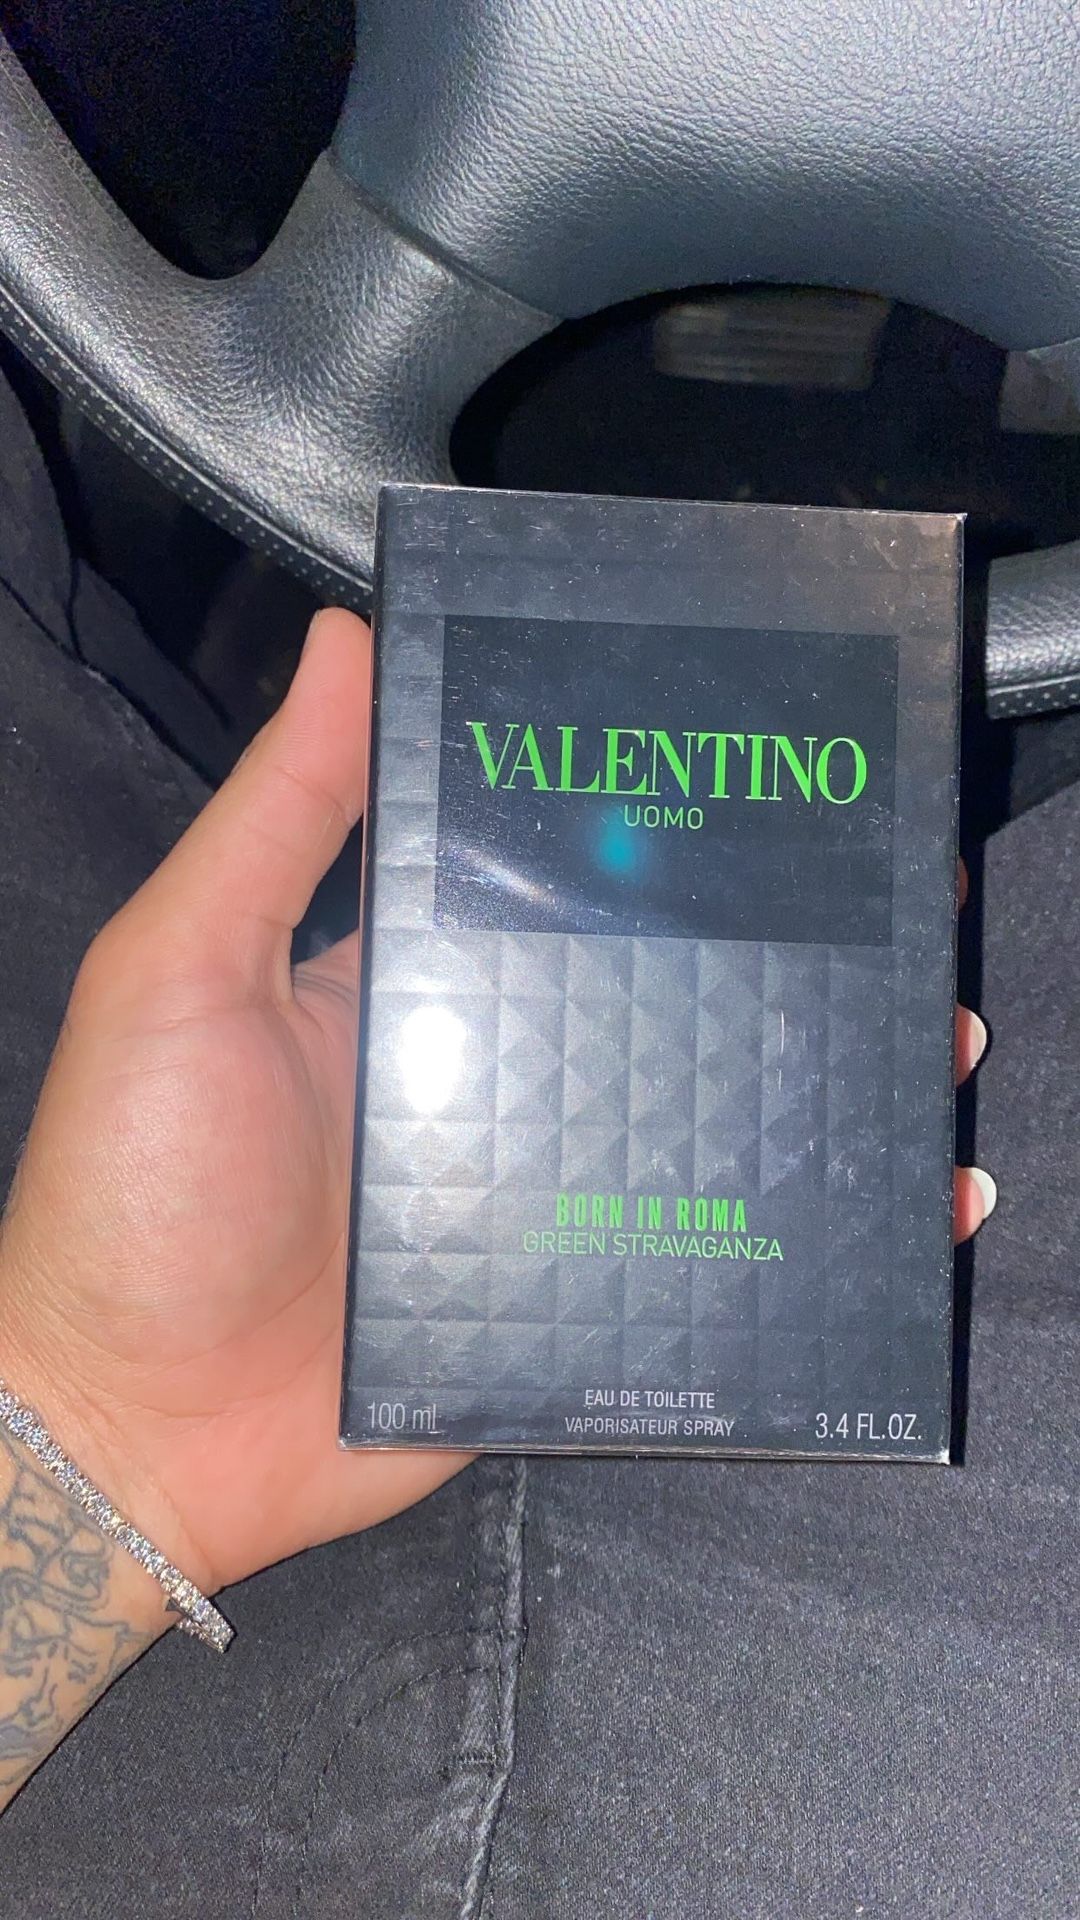 VALENTINO
UOMO
BORN IN ROMA
GREEN STRAVAGANZA
EAU DE TOILETTE
100 ml VAPORISATEUR SPRAY 3.4 FL.OZ.